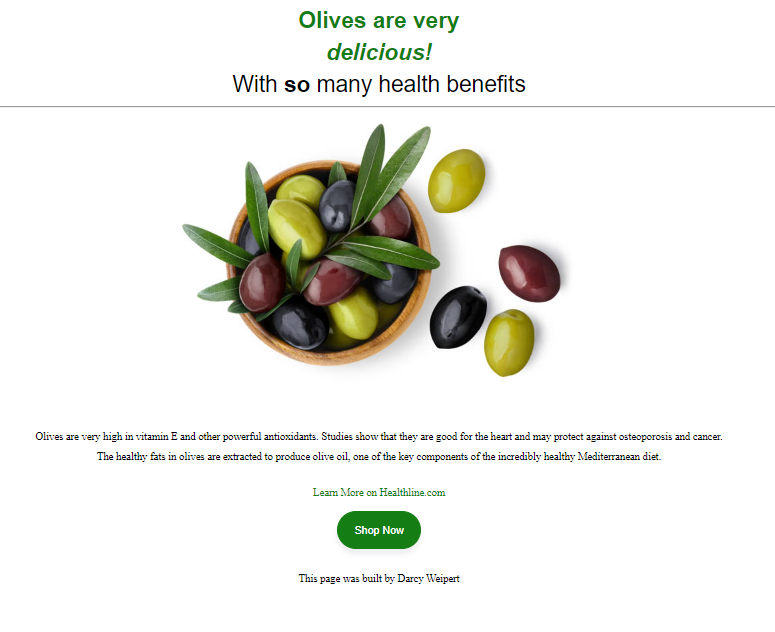 Olives are very
delicious!
With so many health benefits
Olives are very high in vitamin E and other powerful antioxidants. Studies show that they are good for the heart and may protect against osteoporosis and cancer.
The healthy fats in olives are extracted to produce olive oil, one of the key components of the incredibly healthy Mediterranean diet.
Learn More on Healthline.com
Shop Now
This page was built by Darcy Weipert